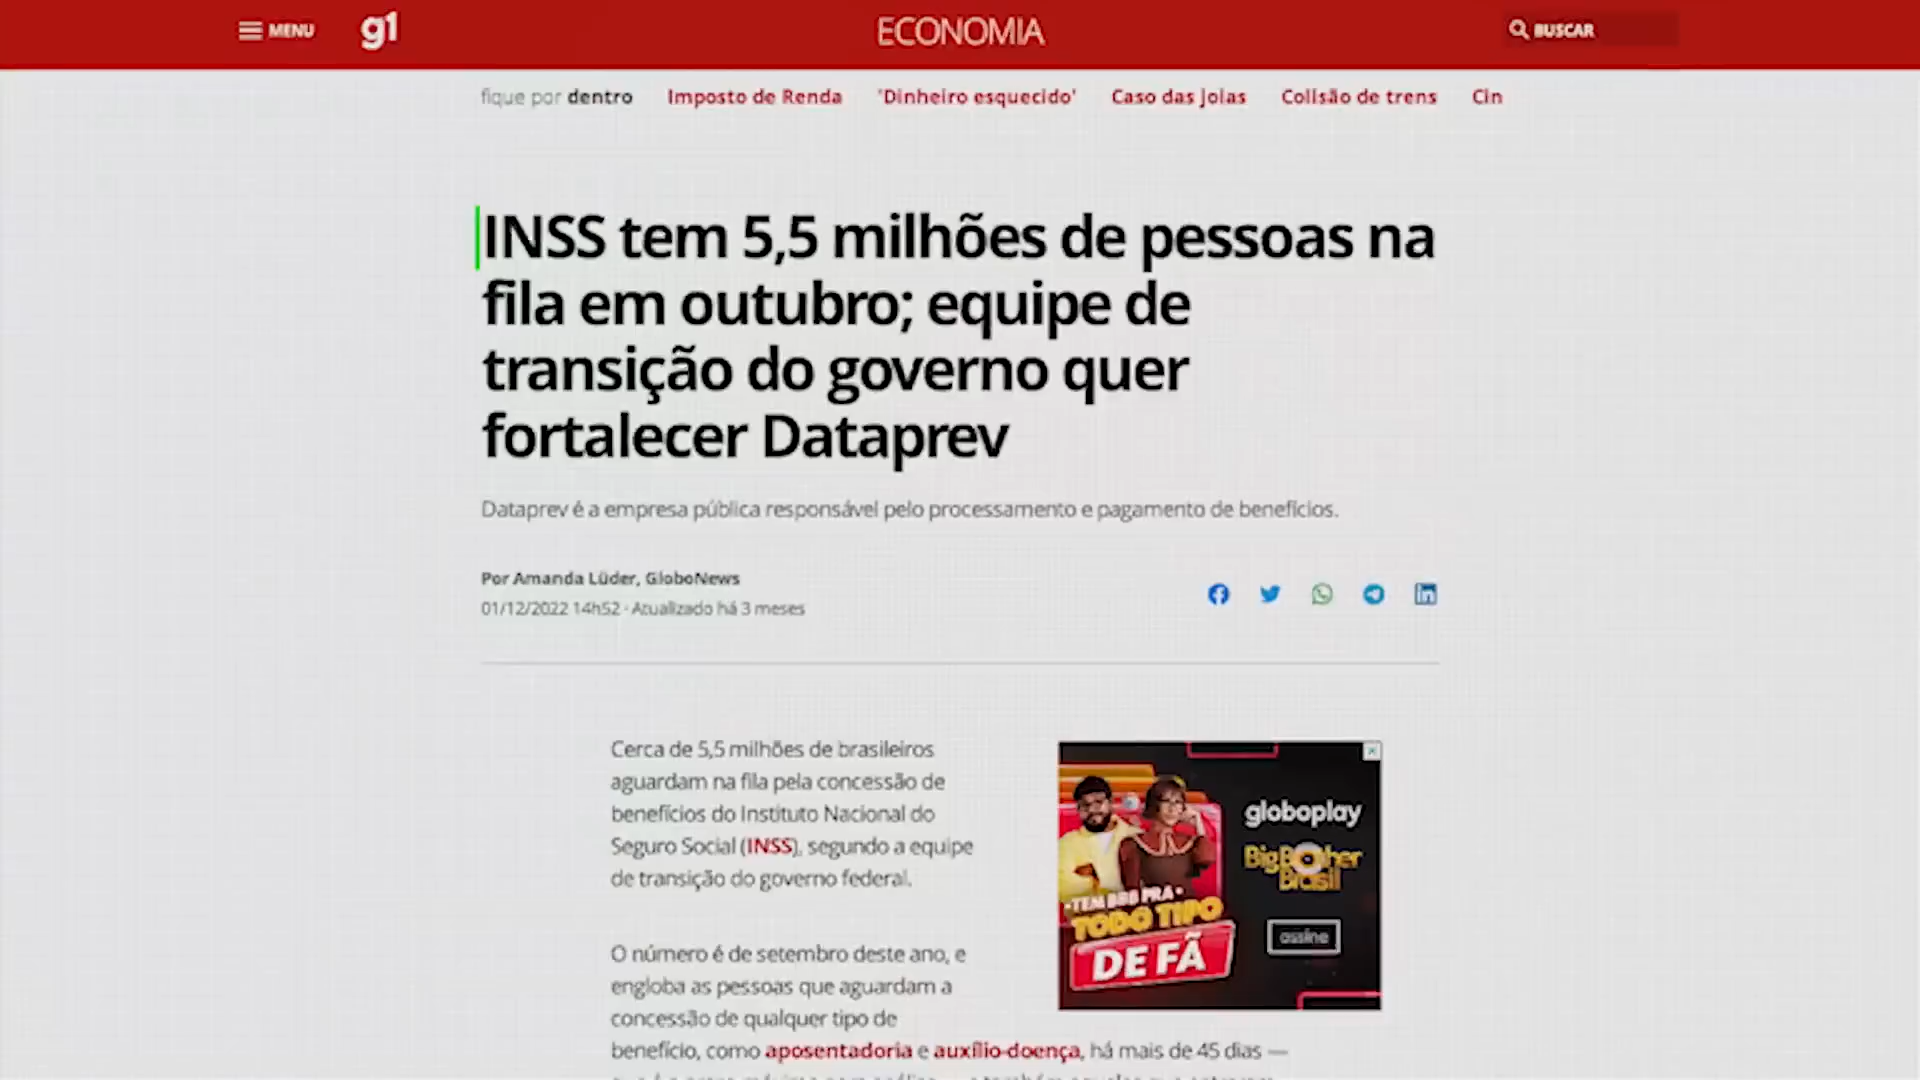 MENU
g1
ECONOMIA
BUSCAR
fique por dentro
Imposto de Renda
'Dinheiro esquecido'
Caso das joias
Colisão de trens
Cin
INSS tem 5,5 milhões de pessoas na
fila em outubro; equipe de
transição do governo quer
fortalecer Dataprev
Dataprev é a empresa pública responsável pelo processamento e pagamento de benefícios.
Por Amanda Lüder, GloboNews
01/12/2022 14h52 · Atualizado há 3 meses
Cerca de 5,5 milhões de brasileiros
aguardam na fila pela concessão de
benefícios do Instituto Nacional do
Seguro Social (INSS), segundo a equipe
de transição do governo federal.
O número é de setembro deste ano, e
engloba as pessoas que aguardam a
concessão de qualquer tipo de
benefício, como aposentadoria e auxílio-doença, há mais de 45 dias —
globoplay
Big Brother
Brasil
assine
•TEM BBB PRA•
TODO TIPO
DE FÃ